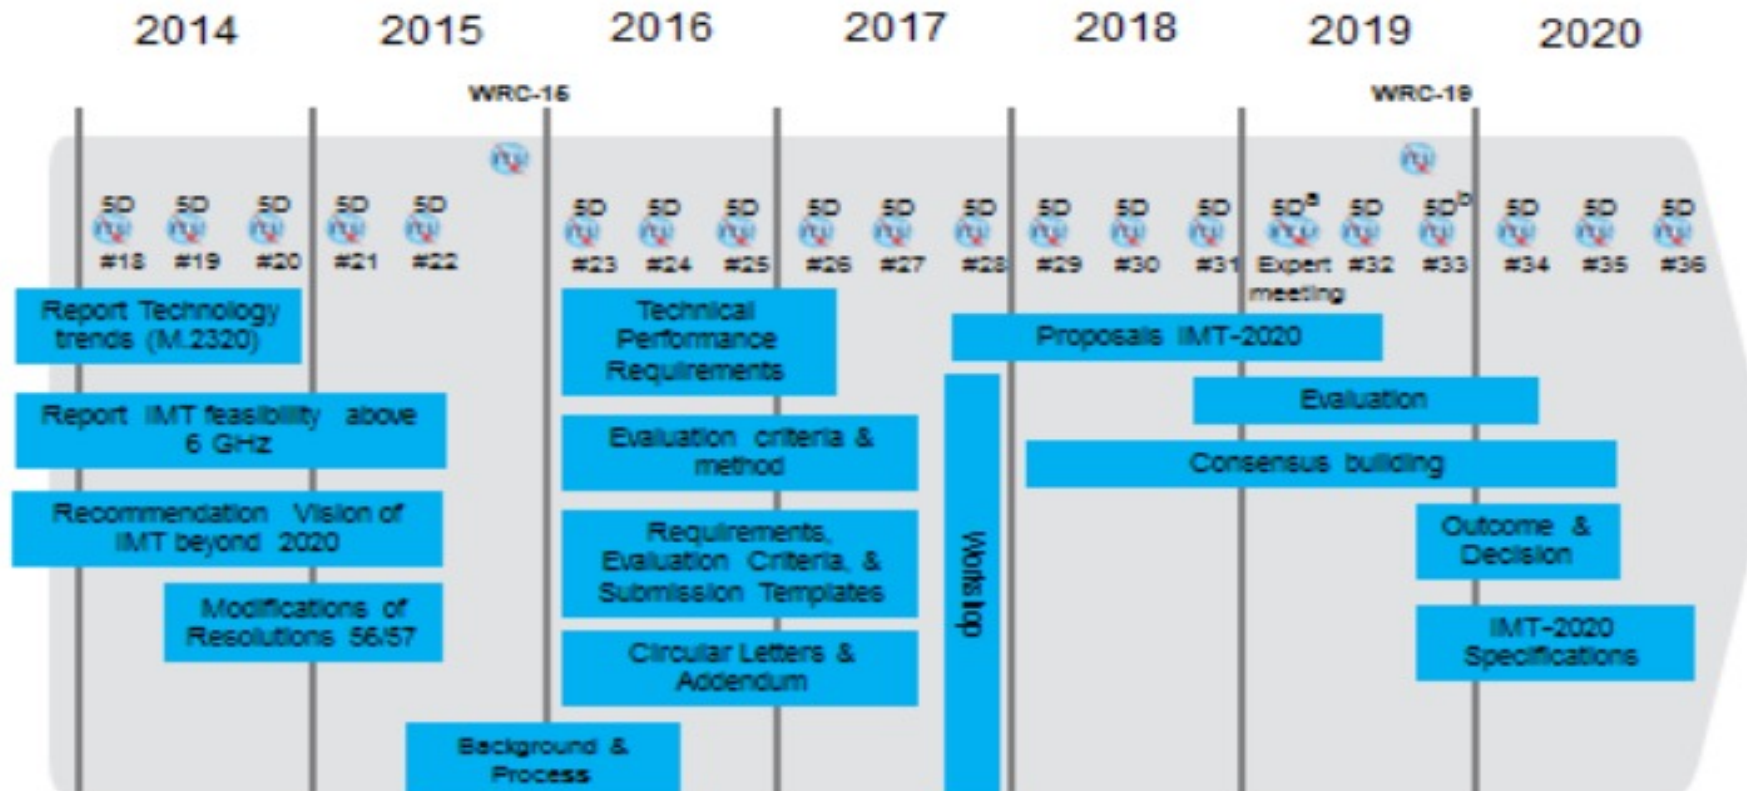 2014 2015 2016 2017 2018 2019 2020
WRC-15 WRC-19
5D 5D 5D 5D 5D 5D 5D 5D 5D 5D 5D 5D 5D 5D 5Dᵃ 5D 5Dᵇ 5D 5D 5D
#18 #19 #20 #21 #22 #23 #24 #25 #26 #27 #28 #29 #30 #31 Expert #32 #33 #34 #35 #36
meeting
Report Technology
trends (M.2320)
Report IMT feasibility above
6 GHz
Recommendation Vision of
IMT beyond 2020
Modifications of
Resolutions 56/57
Background &
Process
Technical
Performance
Requirements
Evaluation criteria &
method
Requirements,
Evaluation Criteria, &
Submission Templates
Circular Letters &
Addendum
Workshop
Proposals IMT-2020
Evaluation
Consensus building
Outcome &
Decision
IMT-2020
Specifications